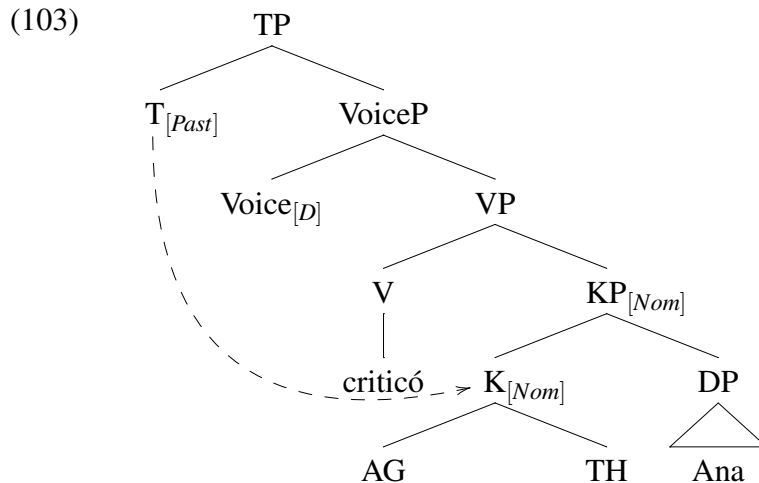 (103)
TP
T[Past] VoiceP
Voice[D] VP
V KP[Nom]
criticó K[Nom] DP
AG TH Ana